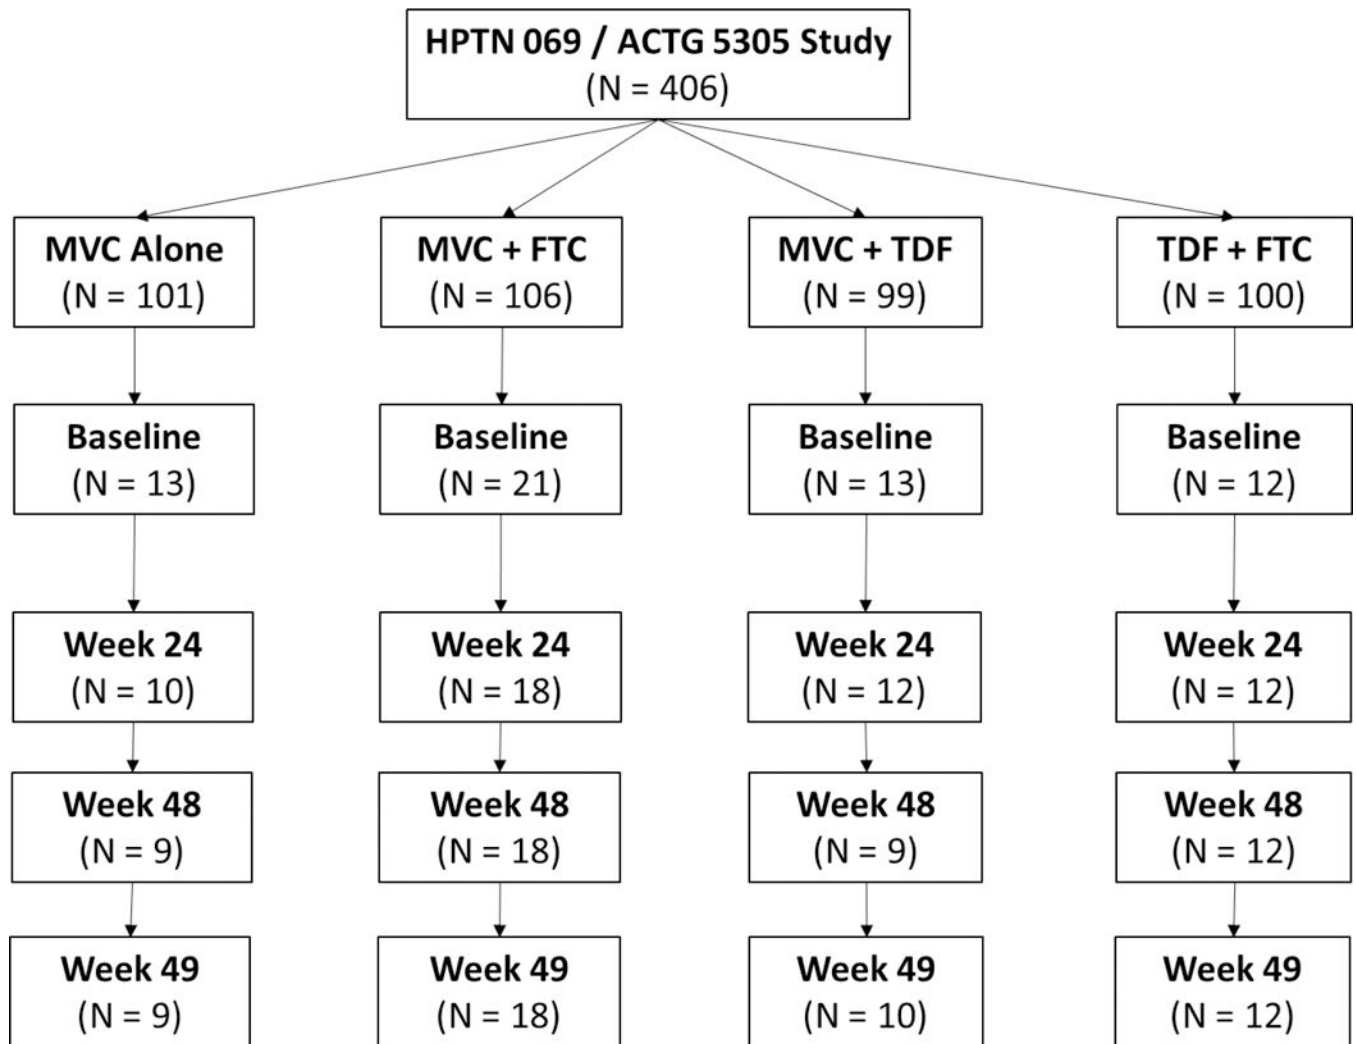 HPTN 069 / ACTG 5305 Study
(N = 406)
MVC Alone
(N = 101)
MVC + FTC
(N = 106)
MVC + TDF
(N = 99)
TDF + FTC
(N = 100)
Baseline
(N = 13)
Baseline
(N = 21)
Baseline
(N = 13)
Baseline
(N = 12)
Week 24
(N = 10)
Week 24
(N = 18)
Week 24
(N = 12)
Week 24
(N = 12)
Week 48
(N = 9)
Week 48
(N = 18)
Week 48
(N = 9)
Week 48
(N = 12)
Week 49
(N = 9)
Week 49
(N = 18)
Week 49
(N = 10)
Week 49
(N = 12)